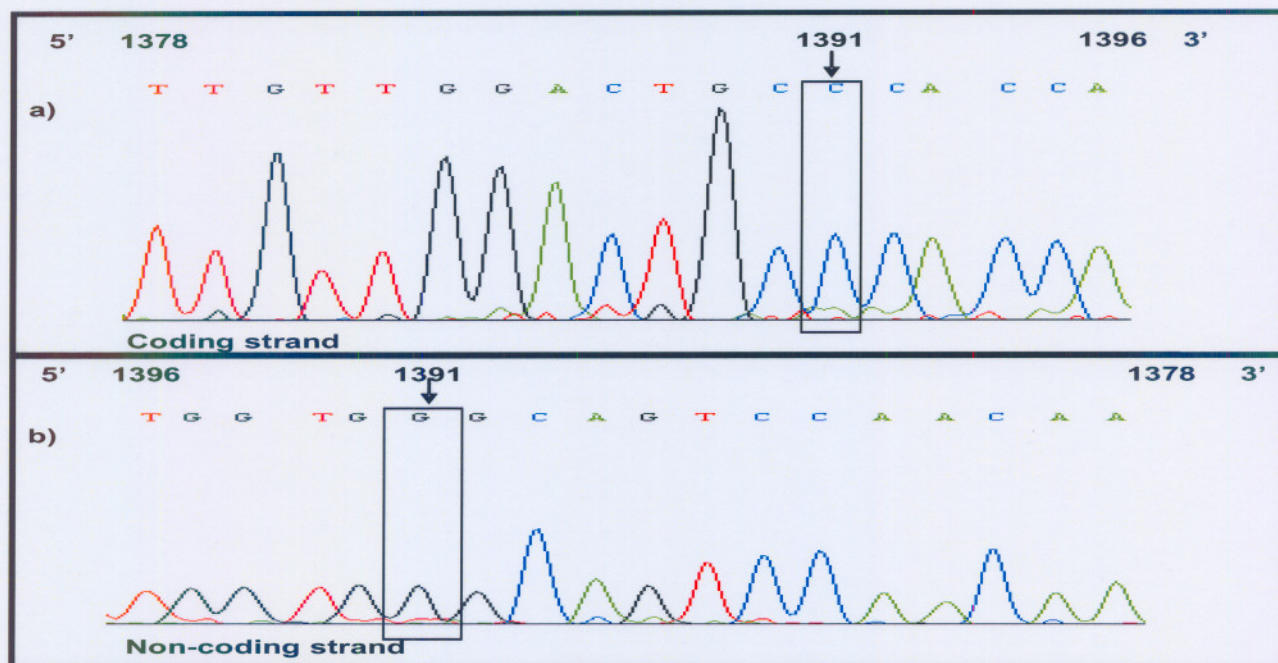 5’ 1378 1391 1396 3’
T T G T T G G A C T G C C C A C C A
a)
Coding strand
5’ 1396 1391 1378 3’
T G G T G G G C A G T C C A A C A A
b)
Non-coding strand